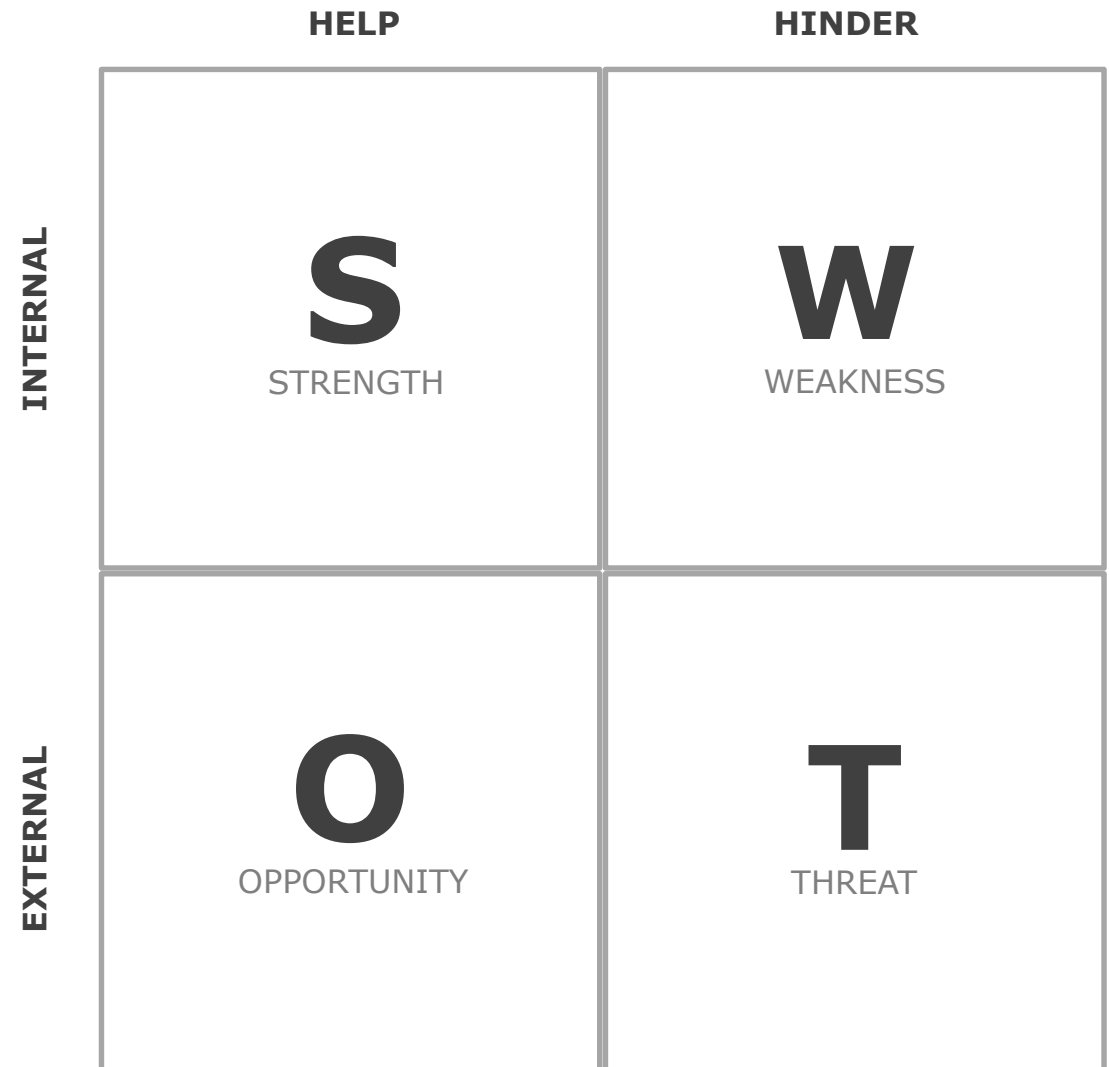 HELP HINDER
INTERNAL
S W
STRENGTH WEAKNESS
EXTERNAL
O T
OPPORTUNITY THREAT